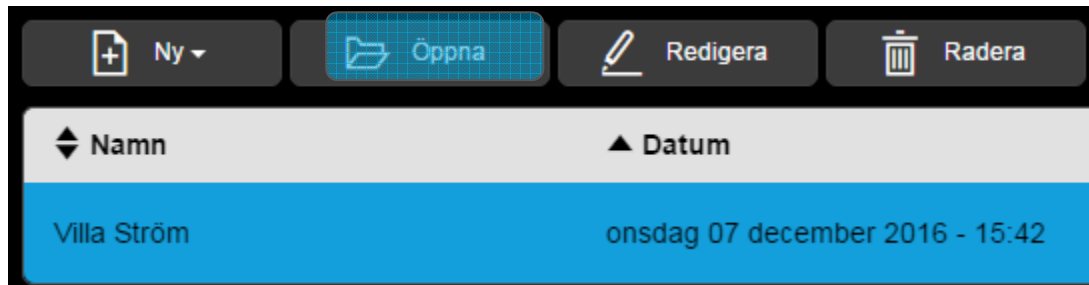 Ny Öppna Redigera Radera
Namn Datum
Villa Ström onsdag 07 december 2016 - 15:42